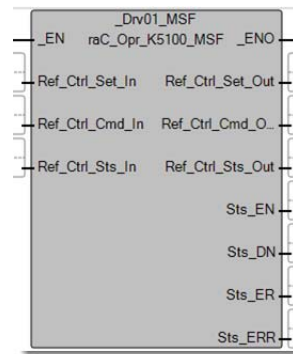 _Drv01_MSF
raC_Opr_K5100_MSF
_EN _ENO
Ref_Ctrl_Set_In Ref_Ctrl_Set_Out
Ref_Ctrl_Cmd_In Ref_Ctrl_Cmd_O...
Ref_Ctrl_Sts_In Ref_Ctrl_Sts_Out
Sts_EN
Sts_DN
Sts_ER
Sts_ERR